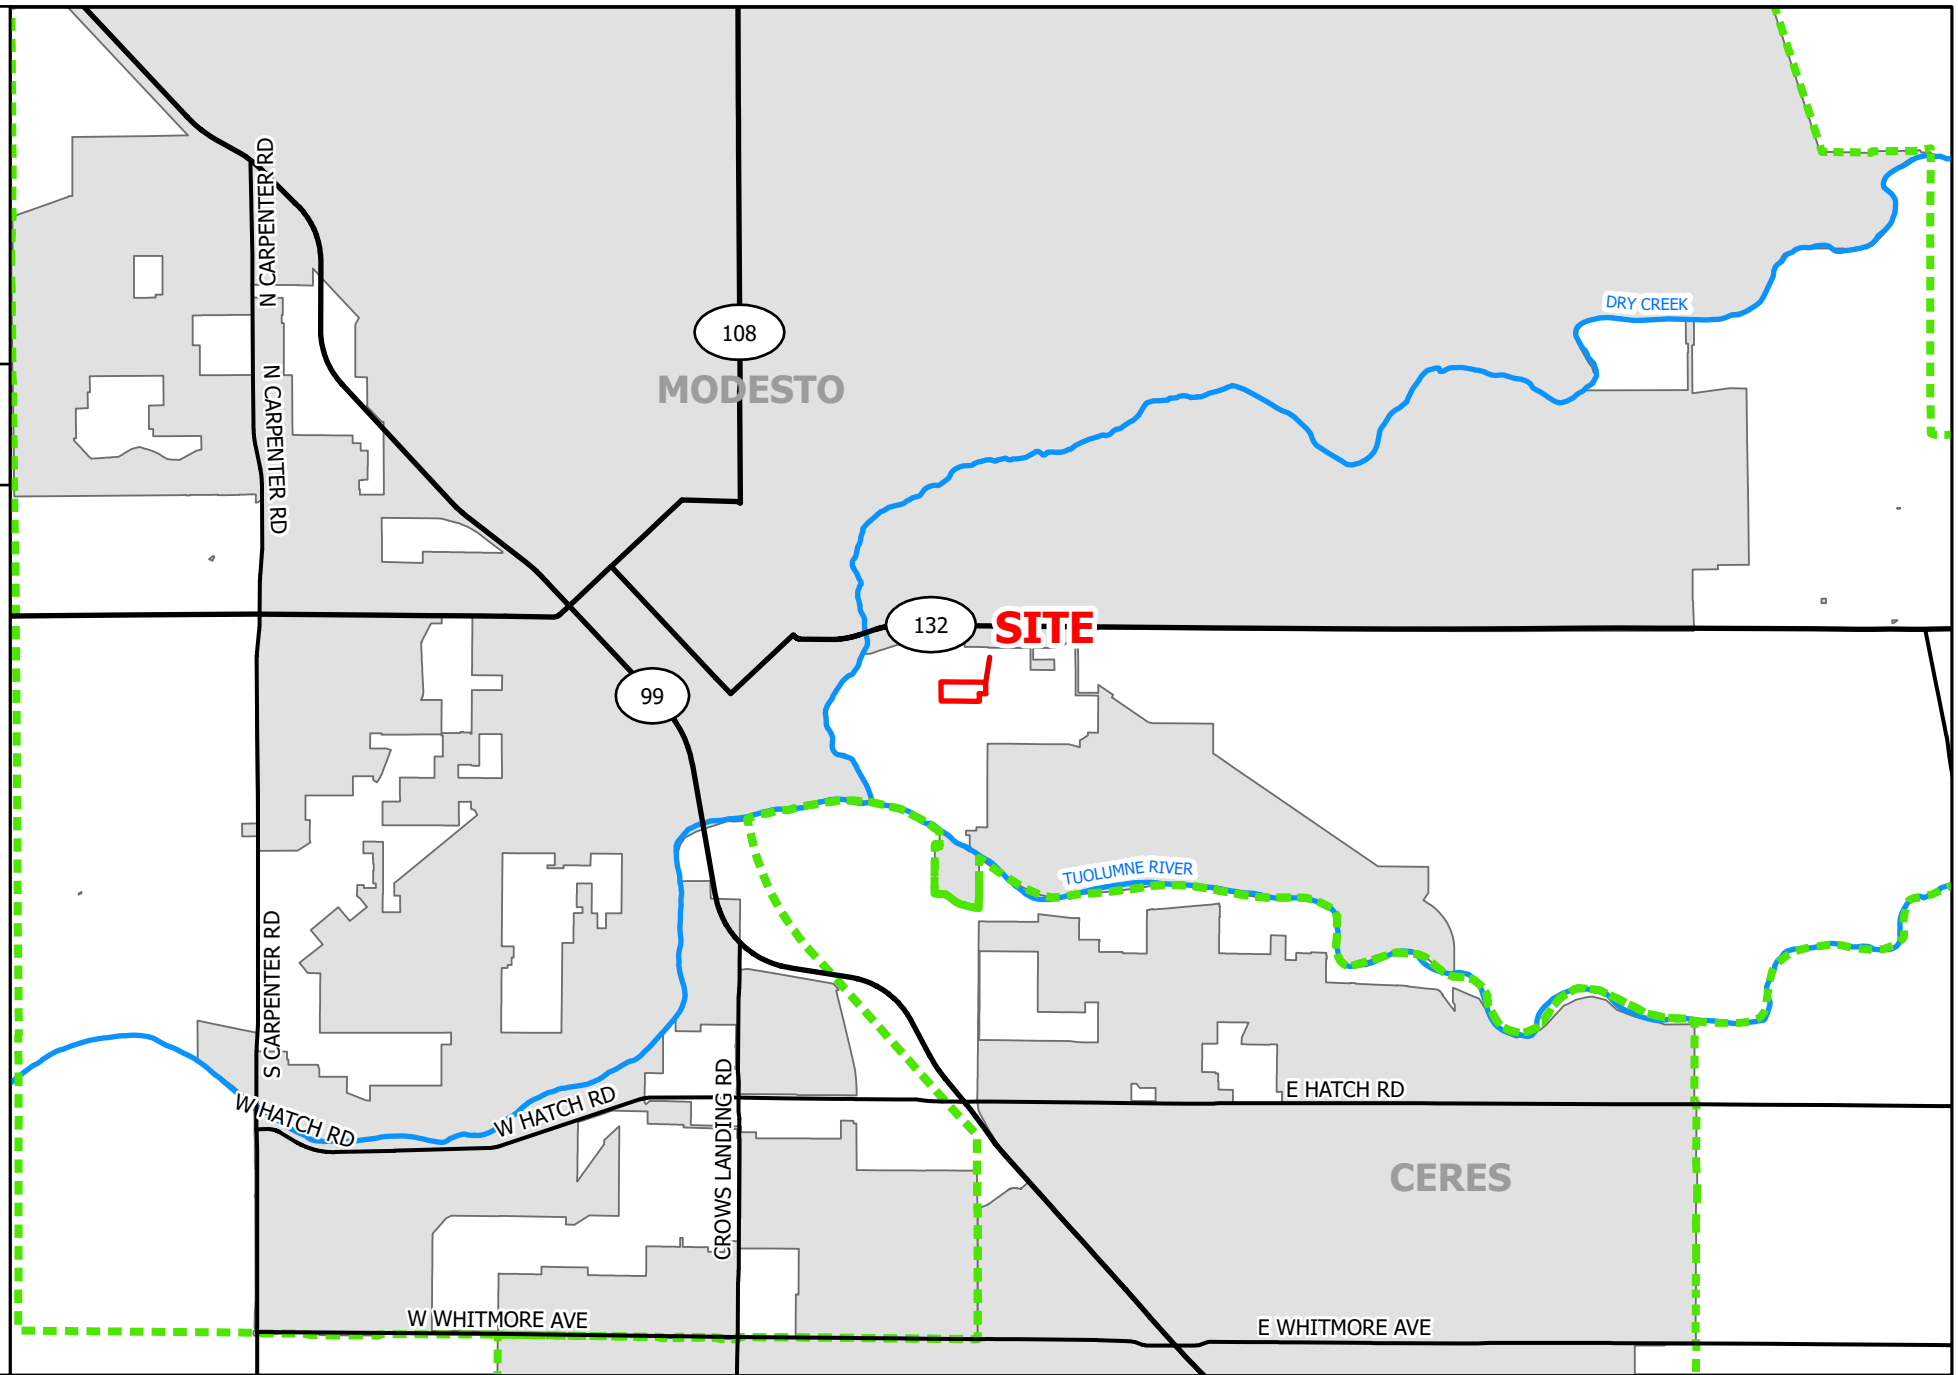 N CARPENTER RD
DRY CREEK
108
MODESTO
N CARPENTER RD
132
SITE
99
TUOLUMNE RIVER
S CARPENTER RD
E HATCH RD
W HATCH RD
W HATCH RD
CROWS LANDING RD
CERES
W WHITMORE AVE
E WHITMORE AVE